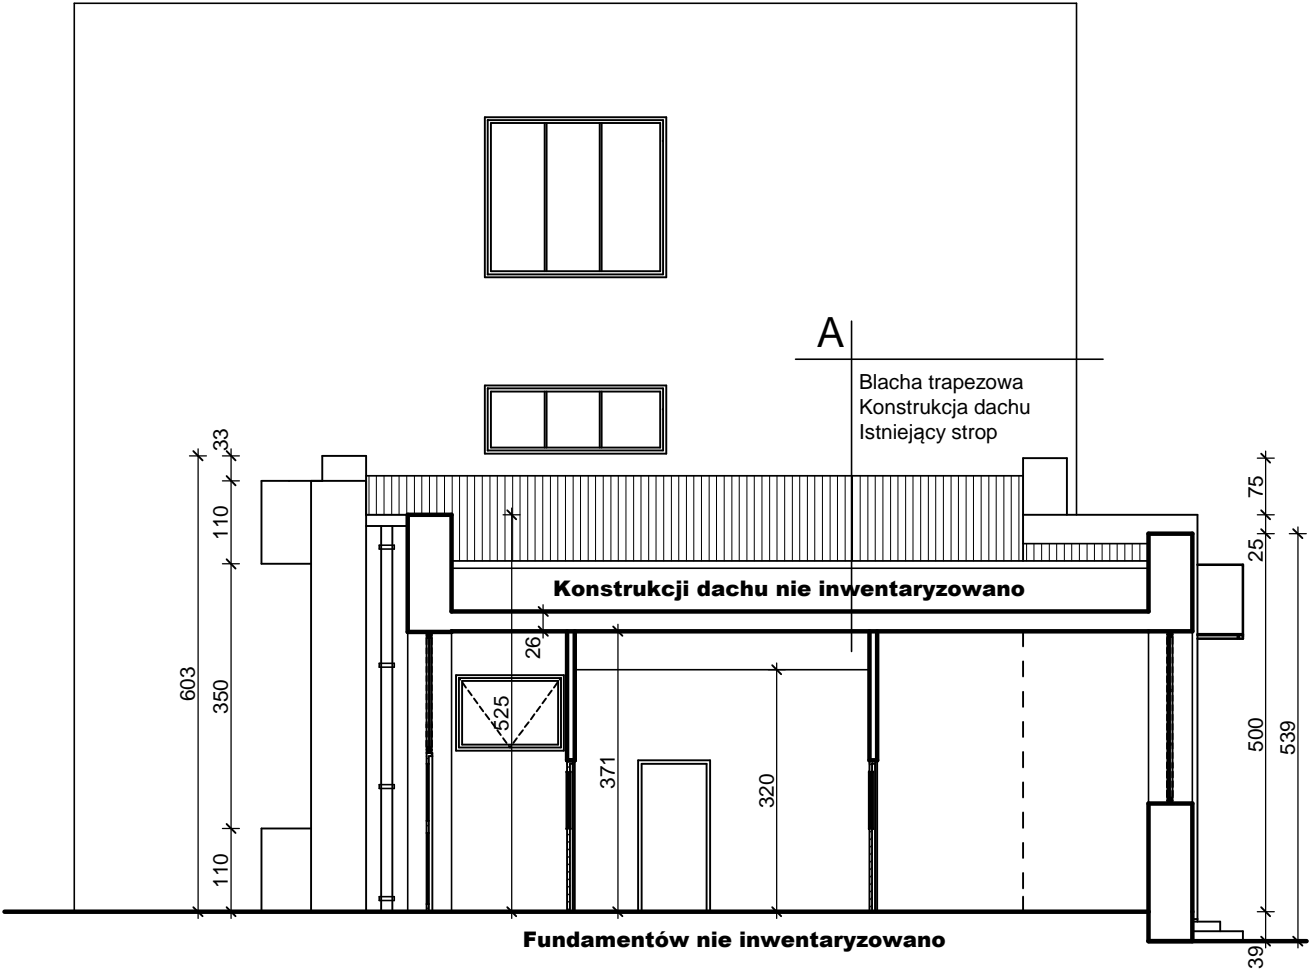 A
Blacha trapezowa
Konstrukcja dachu
Istniejący strop
33
110
603
350
110
Konstrukcji dachu nie inwentaryzowano
26
525
371
320
75
25
500
539
39
Fundamentów nie inwentaryzowano